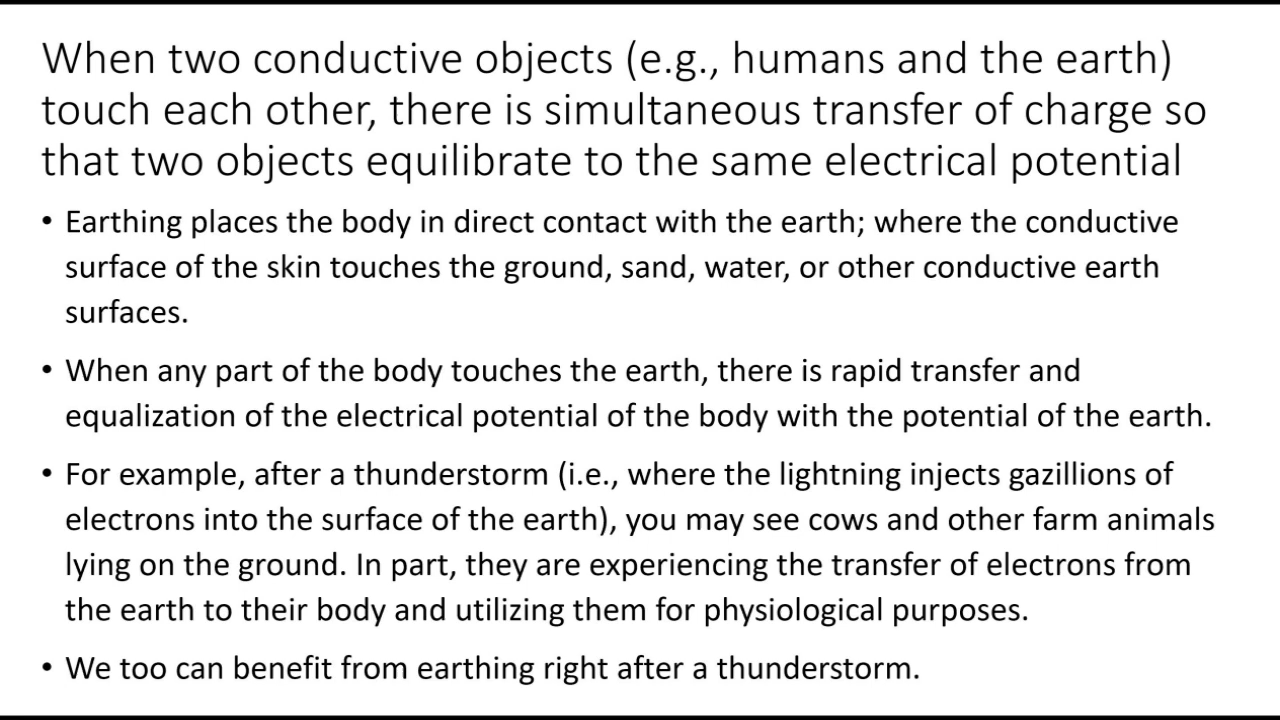 When two conductive objects (e.g., humans and the earth)
touch each other, there is simultaneous transfer of charge so
that two objects equilibrate to the same electrical potential
• Earthing places the body in direct contact with the earth; where the conductive
surface of the skin touches the ground, sand, water, or other conductive earth
surfaces.
• When any part of the body touches the earth, there is rapid transfer and
equalization of the electrical potential of the body with the potential of the earth.
• For example, after a thunderstorm (i.e., where the lightning injects gazillions of
electrons into the surface of the earth), you may see cows and other farm animals
lying on the ground. In part, they are experiencing the transfer of electrons from
the earth to their body and utilizing them for physiological purposes.
• We too can benefit from earthing right after a thunderstorm.